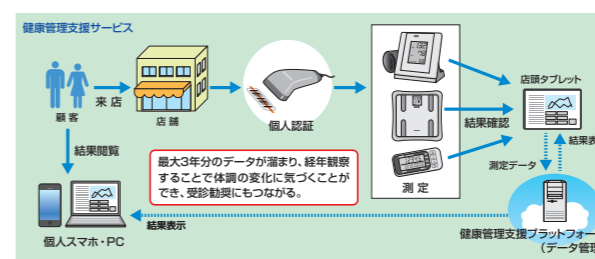 健康管理支援サービス
顧 客
来 店
店 舗
個人認証
測 定
結果確認
店頭タブレット
結果表
測定データ
結果閲覧
最大3年分のデータが溜まり、経年観察
することで体調の変化に気づくことが
でき、受診勧奨にもつながる。
個人スマホ・PC
結果表示
健康管理支援プラットフォー
(データ管理